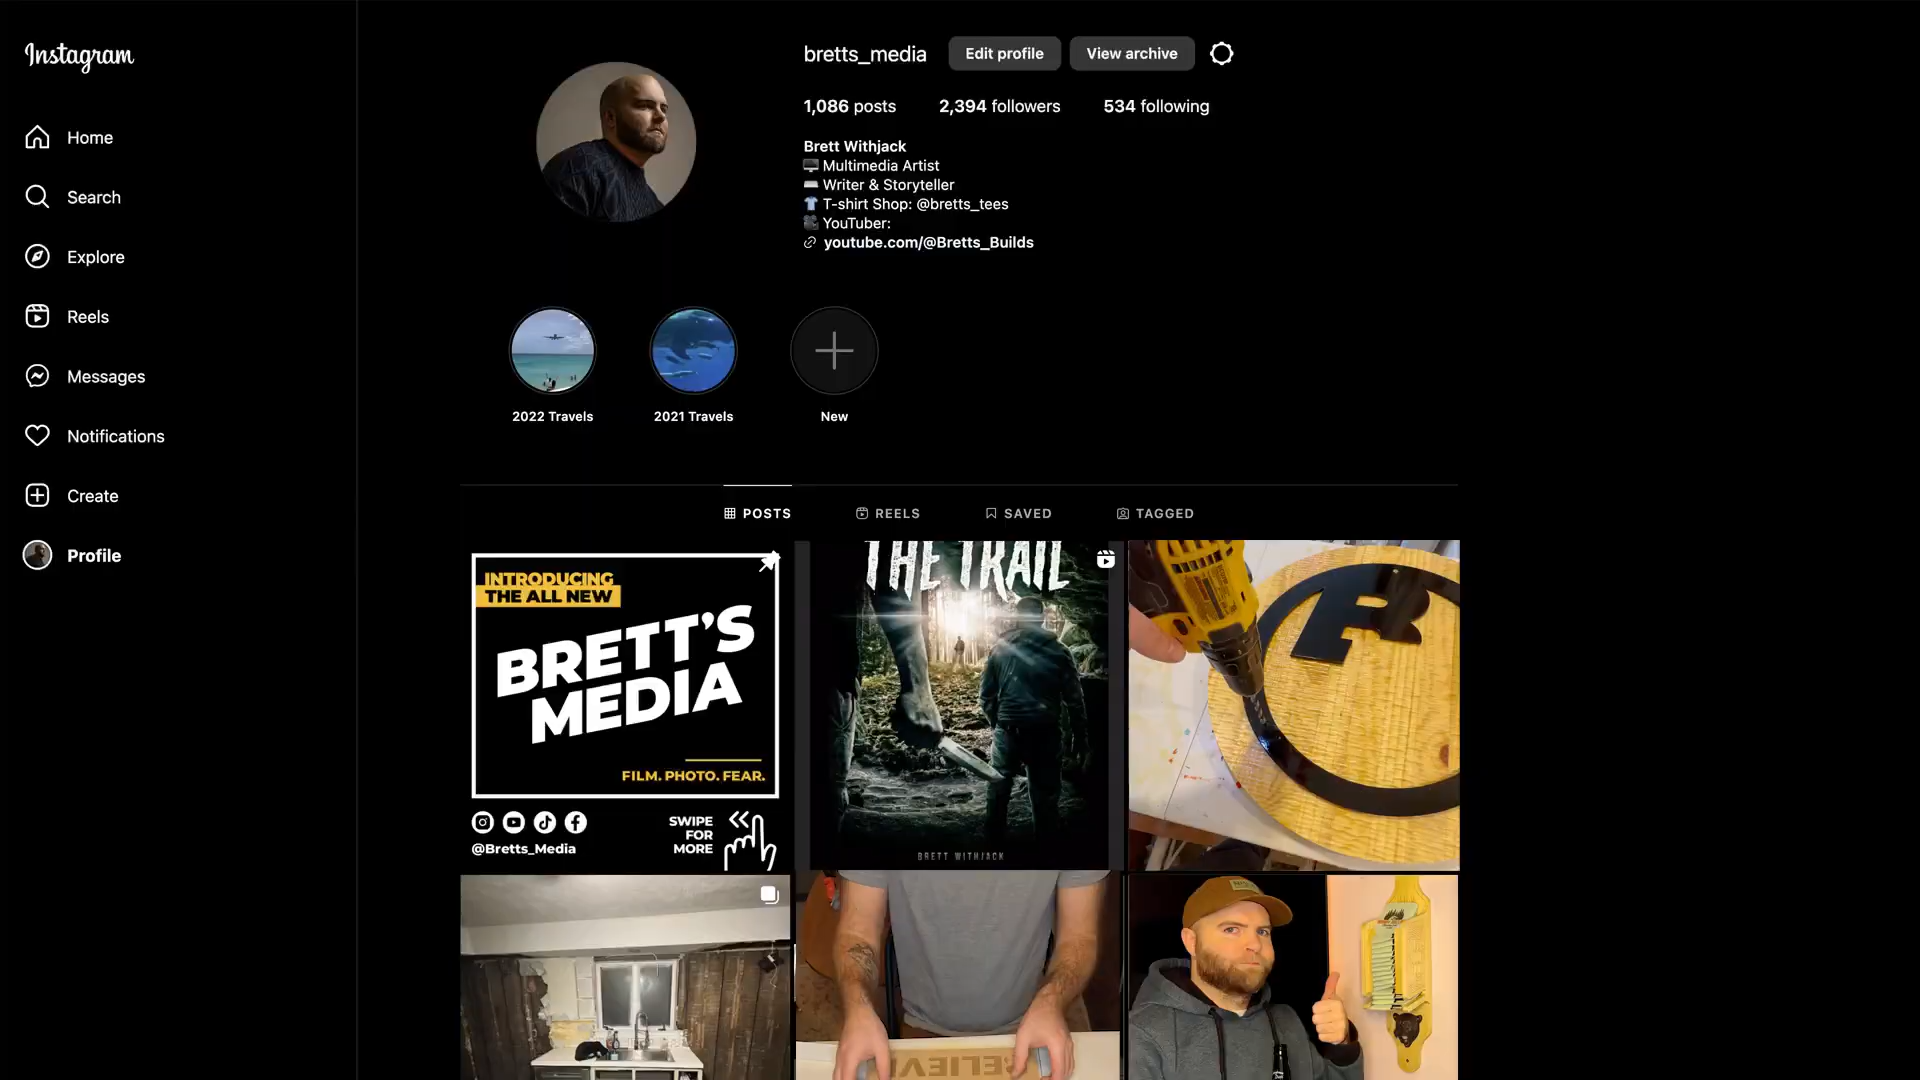 Instagram
Home
Search
Explore
Reels
Messages
Notifications
Create
Profile
bretts_media
Edit profile
View archive
1,086 posts
2,394 followers
534 following
Brett Withjack
Multimedia Artist
Writer & Storyteller
T-shirt Shop: @bretts_tees
YouTuber:
youtube.com/@Bretts_Builds
2022 Travels
2021 Travels
New
POSTS
REELS
SAVED
TAGGED
INTRODUCING
THE ALL NEW
BRETT'S
MEDIA
FILM. PHOTO. FEAR.
@Bretts_Media
SWIPE
FOR
MORE
THE TRAIL
BRETT WITHJACK
R